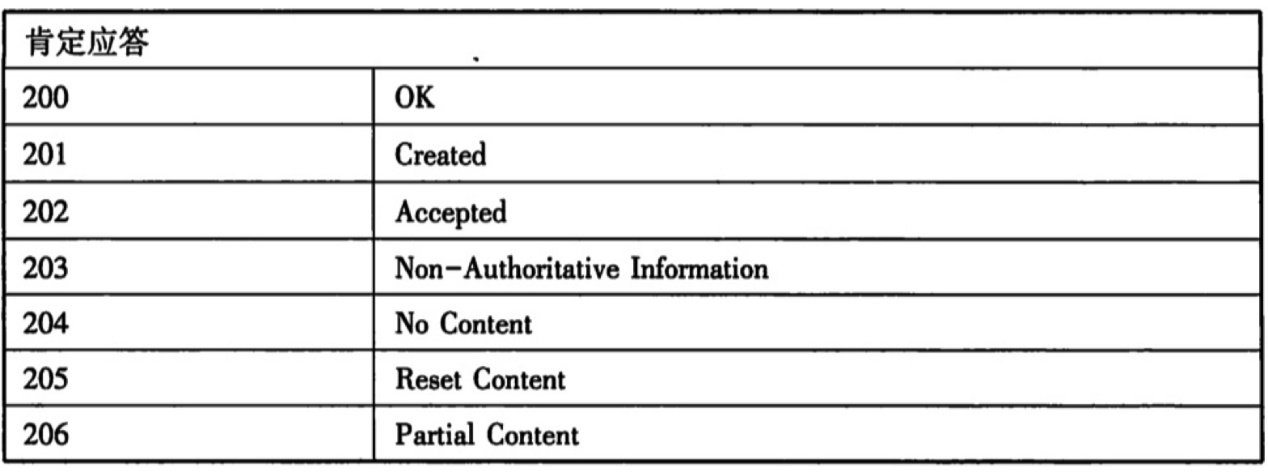 肯定应答
200 OK
201 Created
202 Accepted
203 Non-Authoritative Information
204 No Content
205 Reset Content
206 Partial Content